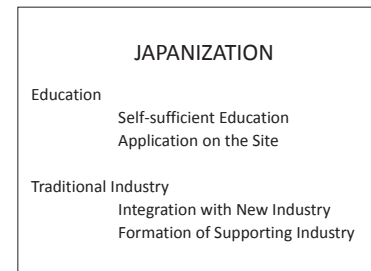 JAPANIZATION
Education
Self-sufficient Education
Application on the Site
Traditional Industry
Integration with New Industry
Formation of Supporting Industry